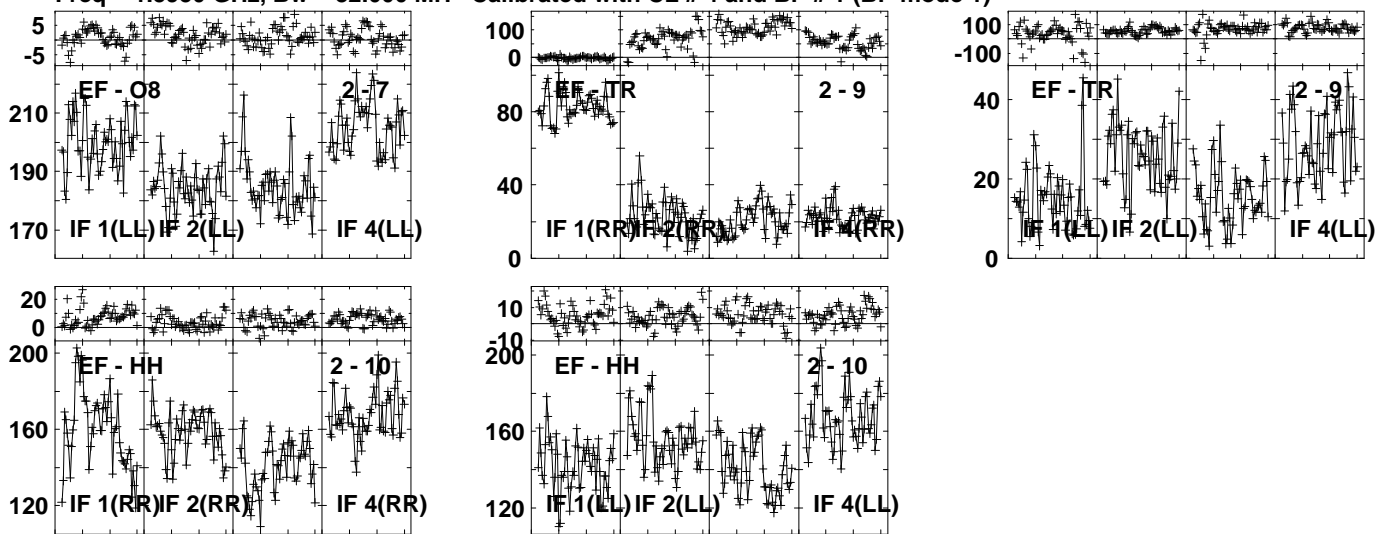 5
-5
210
190
170
EF - O8
2 - 7
IF 1(LL)
IF 2(LL)
IF 4(LL)
100
0
80
40
0
EF - TR
2 - 9
IF 1(RR)
IF 2(RR)
IF 4(RR)
100
-100
40
20
0
EF - TR
2 - 9
IF 1(LL)
IF 2(LL)
IF 4(LL)
20
0
200
160
120
EF - HH
2 - 10
IF 1(RR)
IF 2(RR)
IF 4(RR)
10
-10
200
160
120
EF - HH
2 - 10
IF 1(LL)
IF 2(LL)
IF 4(LL)